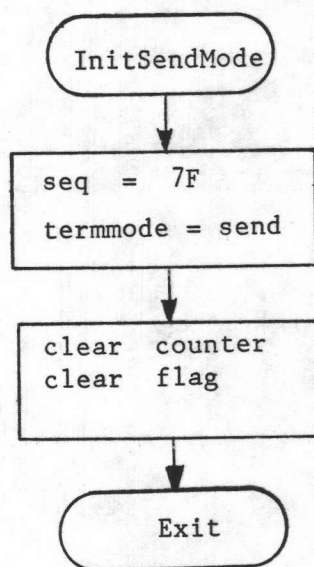 InitSendMode
seq = 7F
termmode = send
clear counter
clear flag
Exit